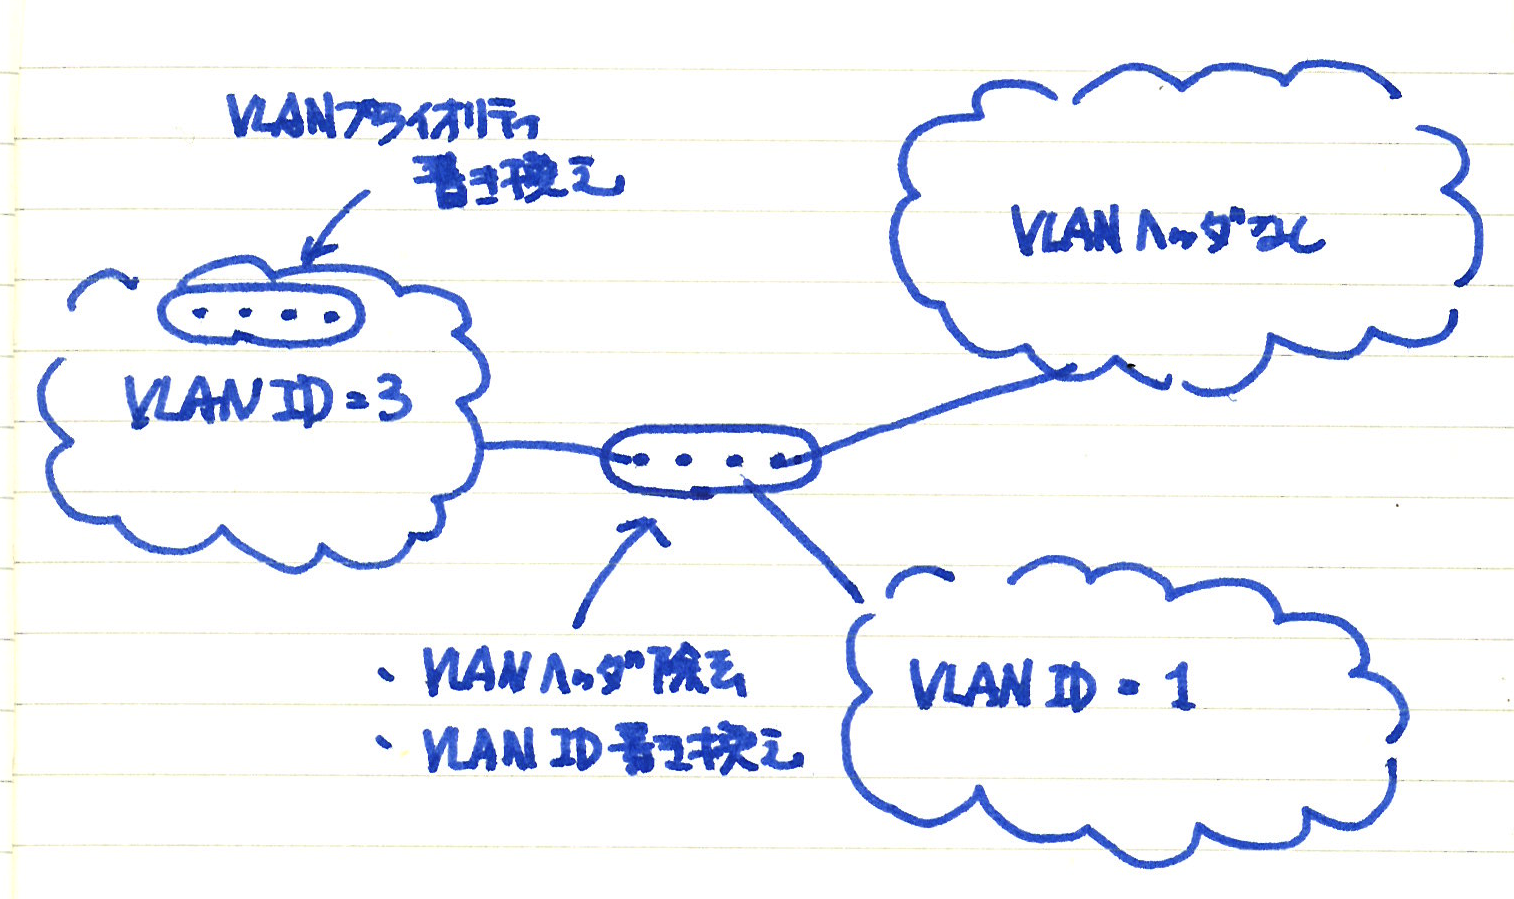 VLANプライオリティ
書き換え
VLANヘッダなし
VLAN ID=3
・VLANヘッダ除去
・VLAN ID書き換え
VLAN ID=1